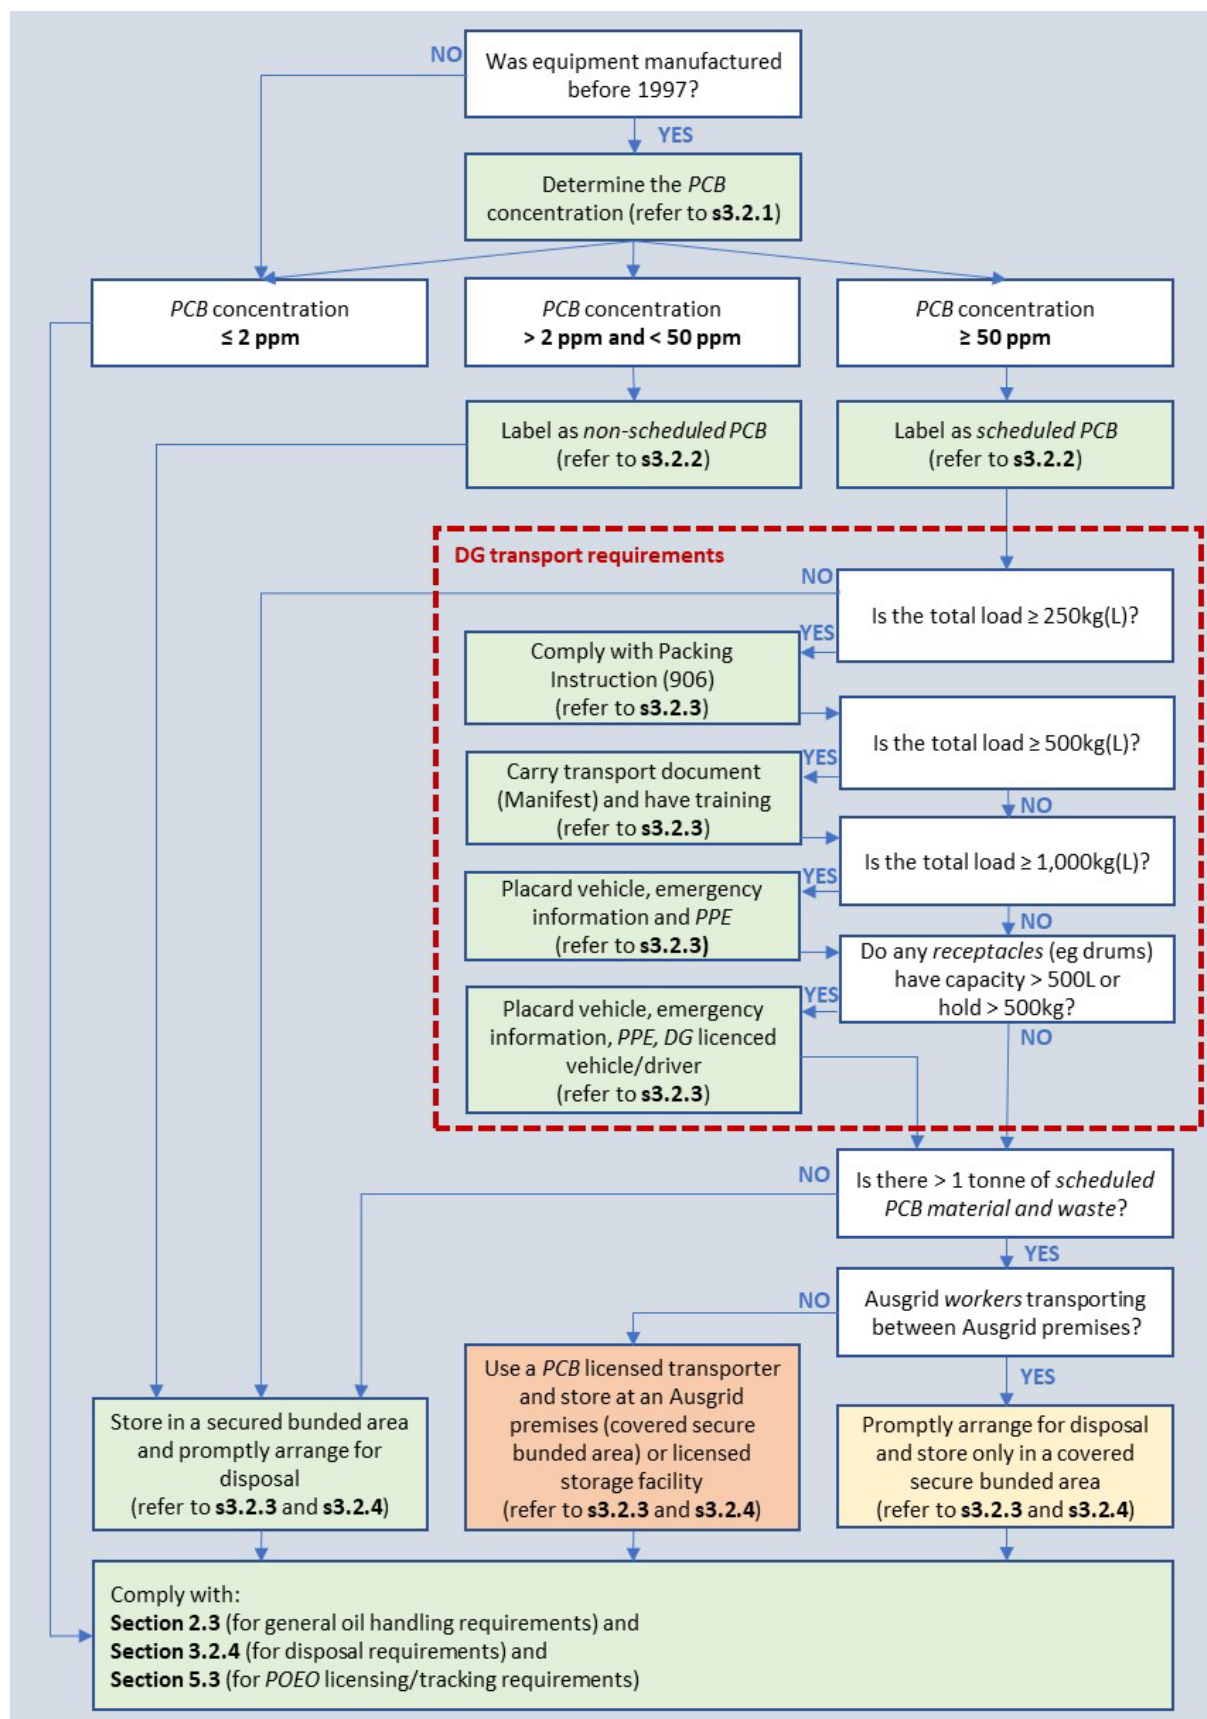 NO
Was equipment manufactured
before 1997?
YES
Determine the PCB
concentration (refer to s3.2.1)
PCB concentration
≤ 2 ppm
PCB concentration
> 2 ppm and < 50 ppm
PCB concentration
≥ 50 ppm
Label as non-scheduled PCB
(refer to s3.2.2)
Label as scheduled PCB
(refer to s3.2.2)
DG transport requirements
NO
Is the total load ≥ 250kg(L)?
YES
Comply with Packing
Instruction (906)
(refer to s3.2.3)
Is the total load ≥ 500kg(L)?
YES
Carry transport document
(Manifest) and have training
(refer to s3.2.3)
NO
Is the total load ≥ 1,000kg(L)?
YES
Placard vehicle, emergency
information and PPE
(refer to s3.2.3)
NO
Do any receptacles (eg drums)
have capacity > 500L or
hold > 500kg?
YES
Placard vehicle, emergency
information, PPE, DG licenced
vehicle/driver
(refer to s3.2.3)
NO
NO
Is there > 1 tonne of scheduled
PCB material and waste?
YES
NO
Ausgrid workers transporting
between Ausgrid premises?
YES
Store in a secured bunded area
and promptly arrange for
disposal
(refer to s3.2.3 and s3.2.4)
Use a PCB licensed transporter
and store at an Ausgrid
premises (covered secure
bunded area) or licensed
storage facility
(refer to s3.2.3 and s3.2.4)
Promptly arrange for disposal
and store only in a covered
secure bunded area
(refer to s3.2.3 and s3.2.4)
Comply with:
Section 2.3 (for general oil handling requirements) and
Section 3.2.4 (for disposal requirements) and
Section 5.3 (for POEO licensing/tracking requirements)